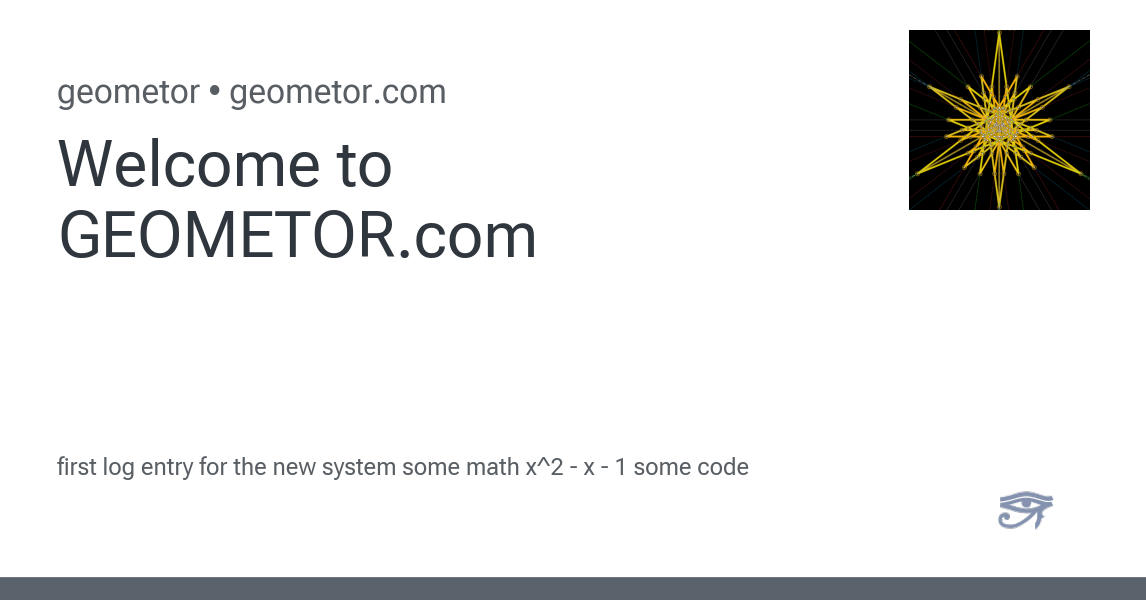 geometor • geometor.com
Welcome to
GEOMETOR.com
first log entry for the new system some math x^2 - x - 1 some code